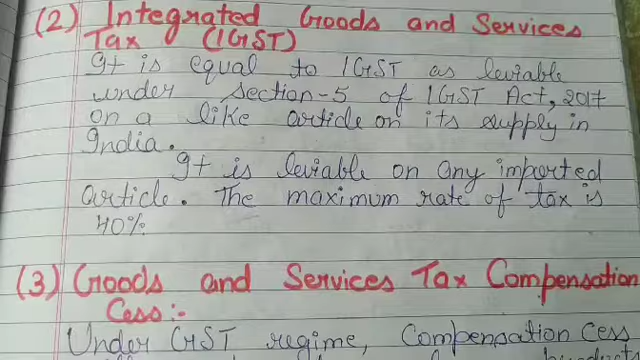 (2) Integrated Goods and Services
Tax (IGST)
It is equal to IGST as leviable
under section-5 of IGST Act, 2017
on a like article on its supply in
India.
It is leviable on any imported
article. The maximum rate of tax is
40%
(3) Goods and Services Tax Compensation
Cess:-
Under GST regime, Compensation Cess